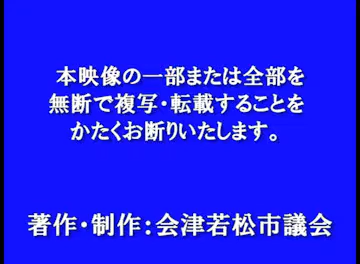 本映像の一部または全部を
無断で複写・転載することを
かたくお断りいたします。
著作・制作：会津若松市議会